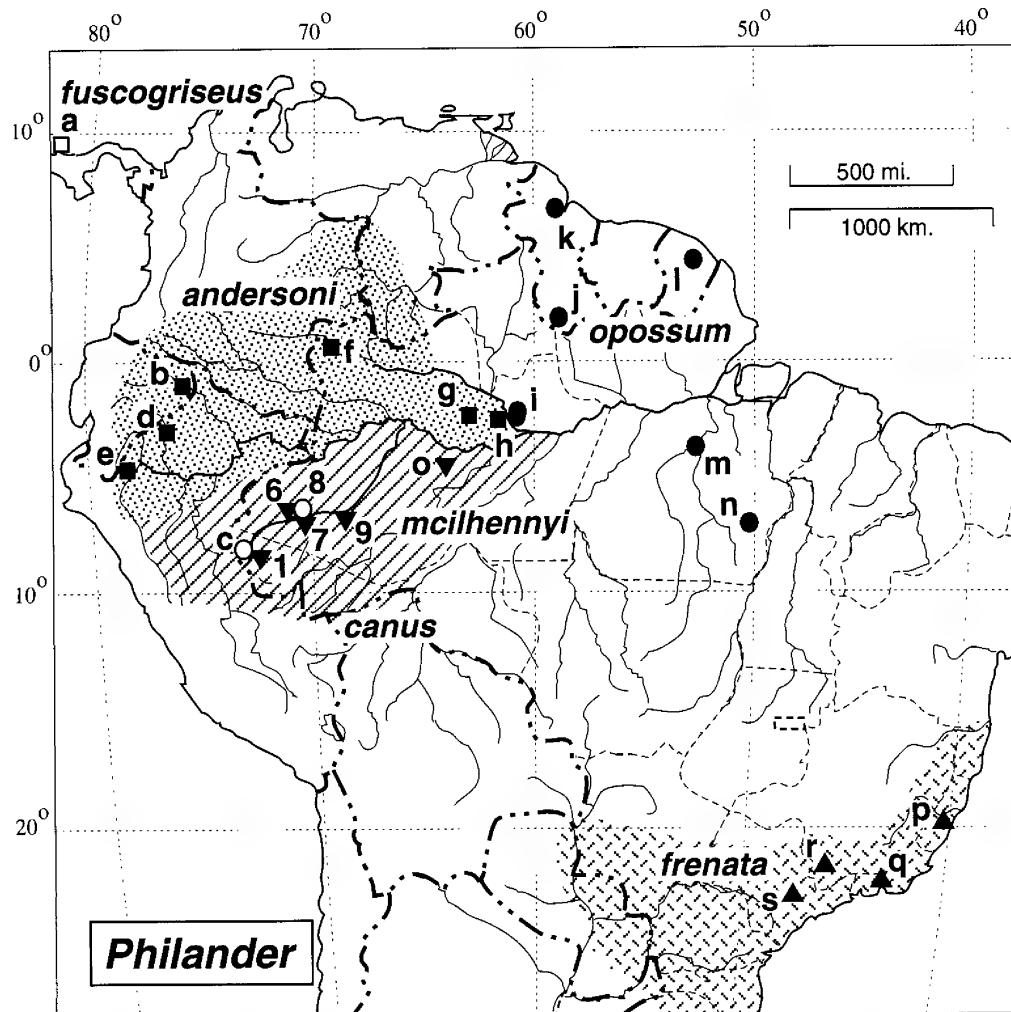 80° 70° 60° 50° 40°
fuscogriseus
a
10°
500 mi.
1000 km.
k
l
andersoni
j
opossum
f
0°
b
g
i
d
h
e
m
o
8
6
n
mcilhennyi
9
7
c
1
10°
canus
p
20°
r
q
frenata
s
Philander